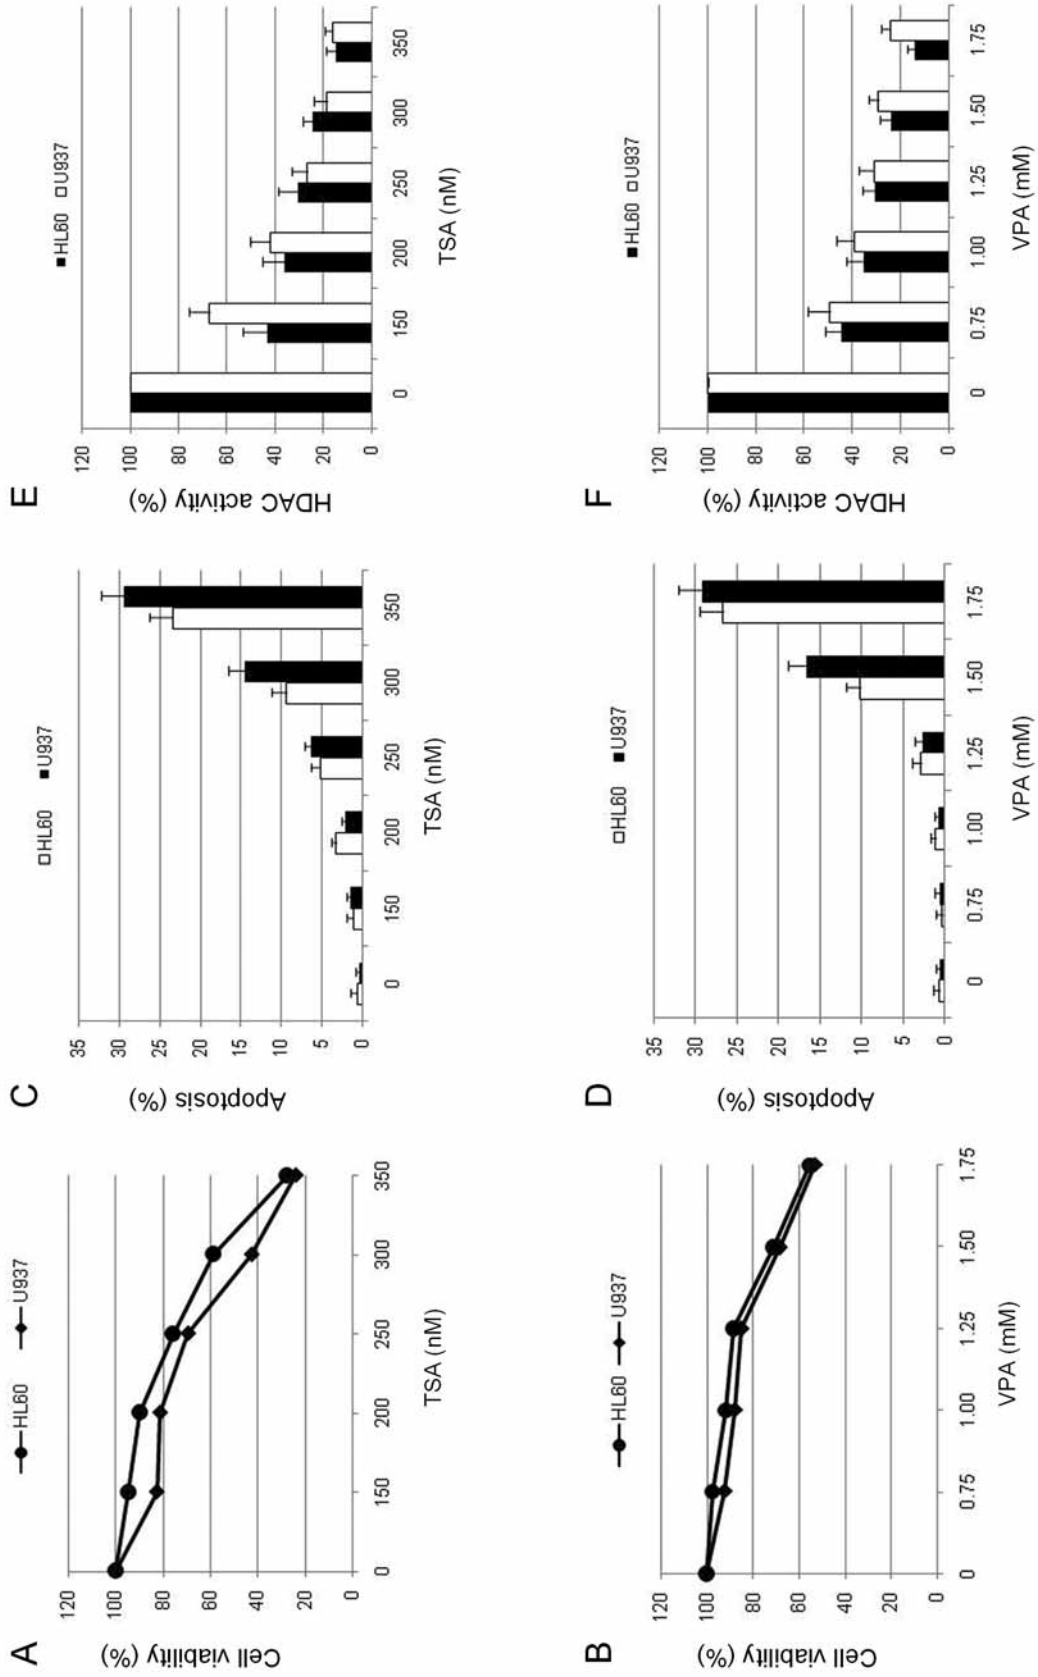 A
HL60 U937
Cell viability (%)
120
100
80
60
40
20
0
0 150 200 250 300 350
TSA (nM)
C
HL60 U937
Apoptosis (%)
35
30
25
20
15
10
5
0
0 150 200 250 300 350
TSA (nM)
E
HL60 U937
HDAC activity (%)
120
100
80
60
40
20
0
0 150 200 250 300 350
TSA (nM)
B
HL60 U937
Cell viability (%)
120
100
80
60
40
20
0
0 0.75 1.00 1.25 1.50 1.75
VPA (mM)
D
HL60 U937
Apoptosis (%)
35
30
25
20
15
10
5
0
0 0.75 1.00 1.25 1.50 1.75
VPA (mM)
F
HL60 U937
HDAC activity (%)
120
100
80
60
40
20
0
0 0.75 1.00 1.25 1.50 1.75
VPA (mM)